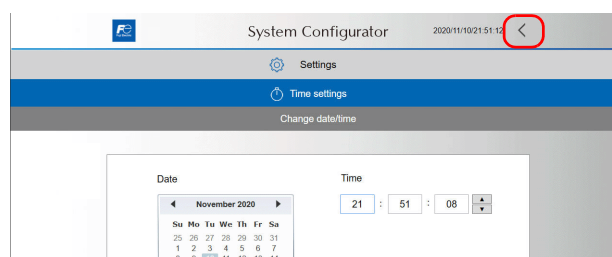 Fe
System Configurator
2020/11/10/21:51:12
Settings
Time settings
Change date/time
Date
Time
November 2020
21 : 51 : 08
Su Mo Tu We Th Fr Sa
25 26 27 28 29 30 31
1 2 3 4 5 6 7